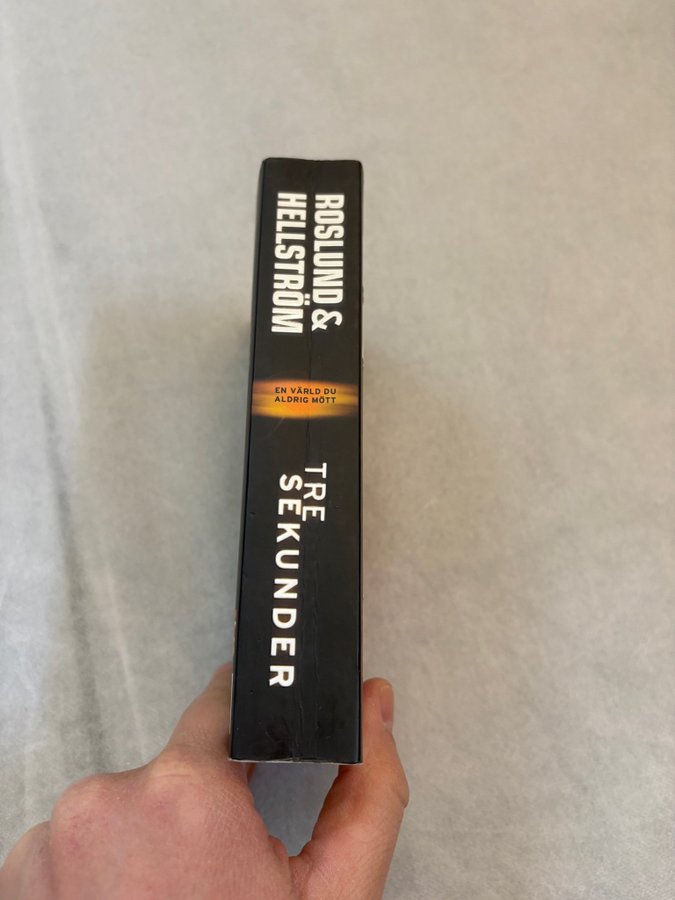 ROSLUND &
HELLSTRÖM
EN VÄRLD DU
ALDRIG MÖTT
TRE
SEKUNDER